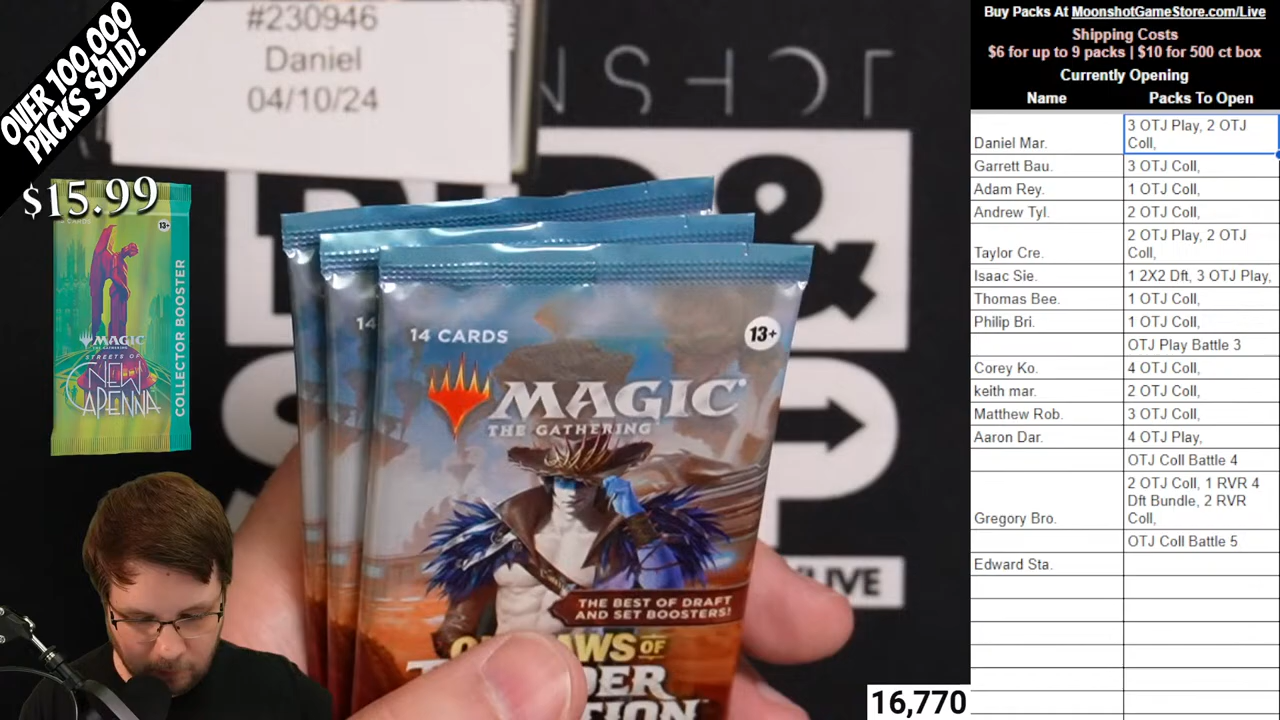 OVER 100,000
PACKS SOLD!
#230946
Daniel
04/10/24
$15.99
13+
MAGIC
THE GATHERING
STREETS OF
NEW
CAPENNA
COLLECTOR BOOSTER
14
14 CARDS
13+
MAGIC
THE GATHERING
THE BEST OF DRAFT
AND SET BOOSTERS!
OUTLAWS OF
LIVE
16,770
Buy Packs At MoonshotGameStore.com/Live
Shipping Costs
$6 for up to 9 packs | $10 for 500 ct box
Currently Opening
Name Packs To Open
Daniel Mar. 3 OTJ Play, 2 OTJ
Coll,
Garrett Bau. 3 OTJ Coll,
Adam Rey. 1 OTJ Coll,
Andrew Tyl. 2 OTJ Coll,
Taylor Cre. 2 OTJ Play, 2 OTJ
Coll,
Isaac Sie. 1 2X2 Dft, 3 OTJ Play,
Thomas Bee. 1 OTJ Coll,
Philip Bri. 1 OTJ Coll,
OTJ Play Battle 3
Corey Ko. 4 OTJ Coll,
keith mar. 2 OTJ Coll,
Matthew Rob. 3 OTJ Coll,
Aaron Dar. 4 OTJ Play,
OTJ Coll Battle 4
Gregory Bro. 2 OTJ Coll, 1 RVR 4
Dft Bundle, 2 RVR
Coll,
OTJ Coll Battle 5
Edward Sta.